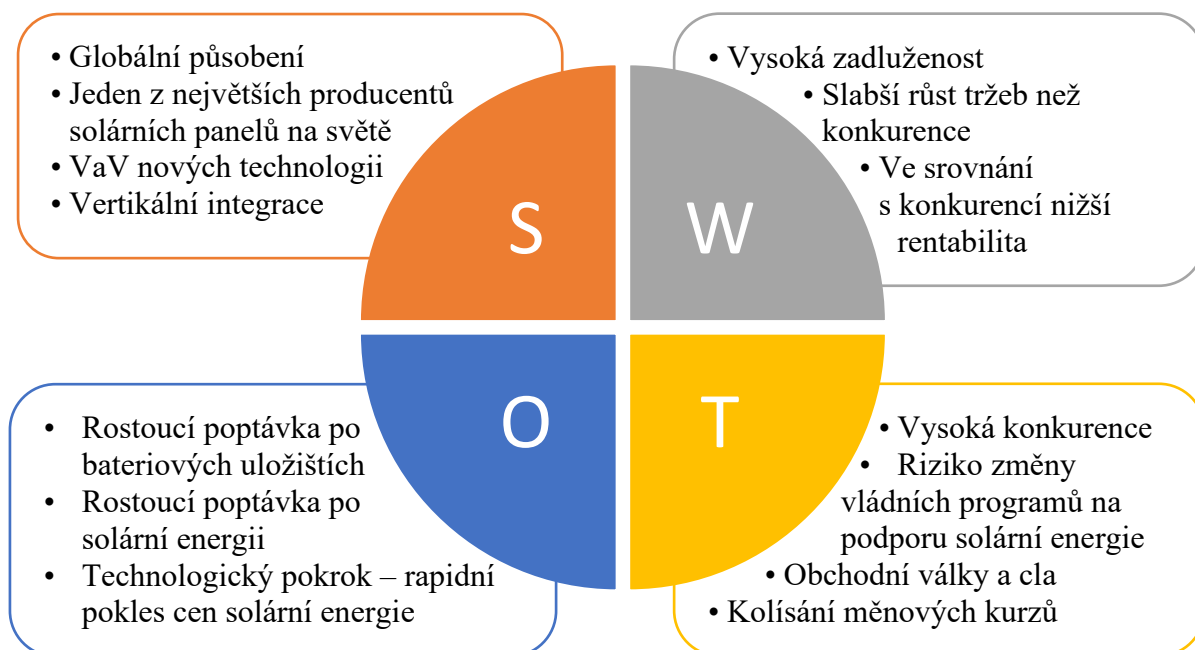 • Globální působení
• Jeden z největších producentů
solárních panelů na světě
• VaV nových technologii
• Vertikální integrace
S
• Vysoká zadluženost
• Slabší růst tržeb než
konkurence
• Ve srovnání
s konkurencí nižší
rentabilita
W
• Rostoucí poptávka po
bateriových uložištích
• Rostoucí poptávka po
solární energii
• Technologický pokrok – rapidní
pokles cen solární energie
O
• Vysoká konkurence
• Riziko změny
vládních programů na
podporu solární energie
• Obchodní války a cla
• Kolísání měnových kurzů
T